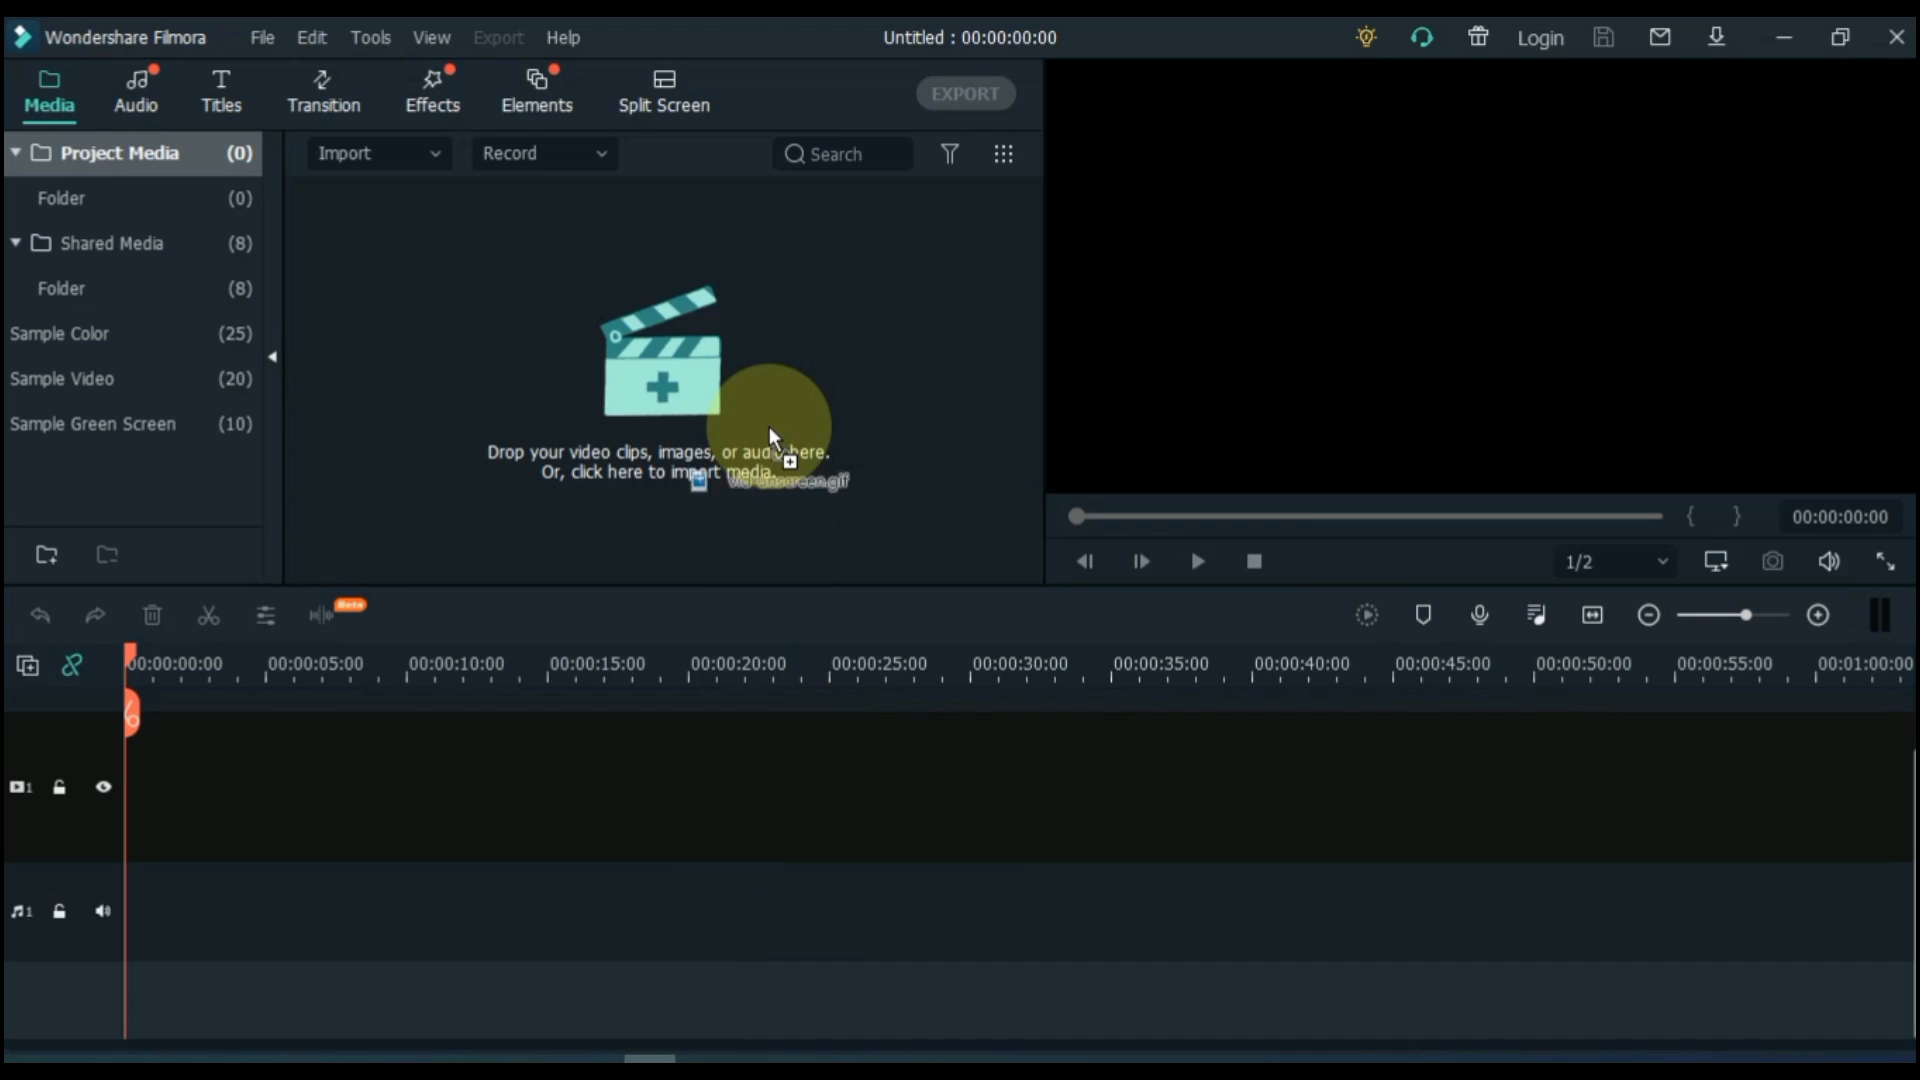 Wondershare Filmora File Edit Tools View Export Help Untitled : 00:00:00:00 Login
Media Audio Titles Transition Effects Elements Split Screen EXPORT
Project Media (0)
Import Record Search
Folder (0)
Shared Media (8)
Folder (8)
Sample Color (25)
Sample Video (20)
Sample Green Screen (10)
Drop your video clips, images, or audio here.
Or, click here to import media.
00:00:00:00
1/2
Beta
00:00:00:00 00:00:05:00 00:00:10:00 00:00:15:00 00:00:20:00 00:00:25:00 00:00:30:00 00:00:35:00 00:00:40:00 00:00:45:00 00:00:50:00 00:00:55:00 00:01:00:00
1
1